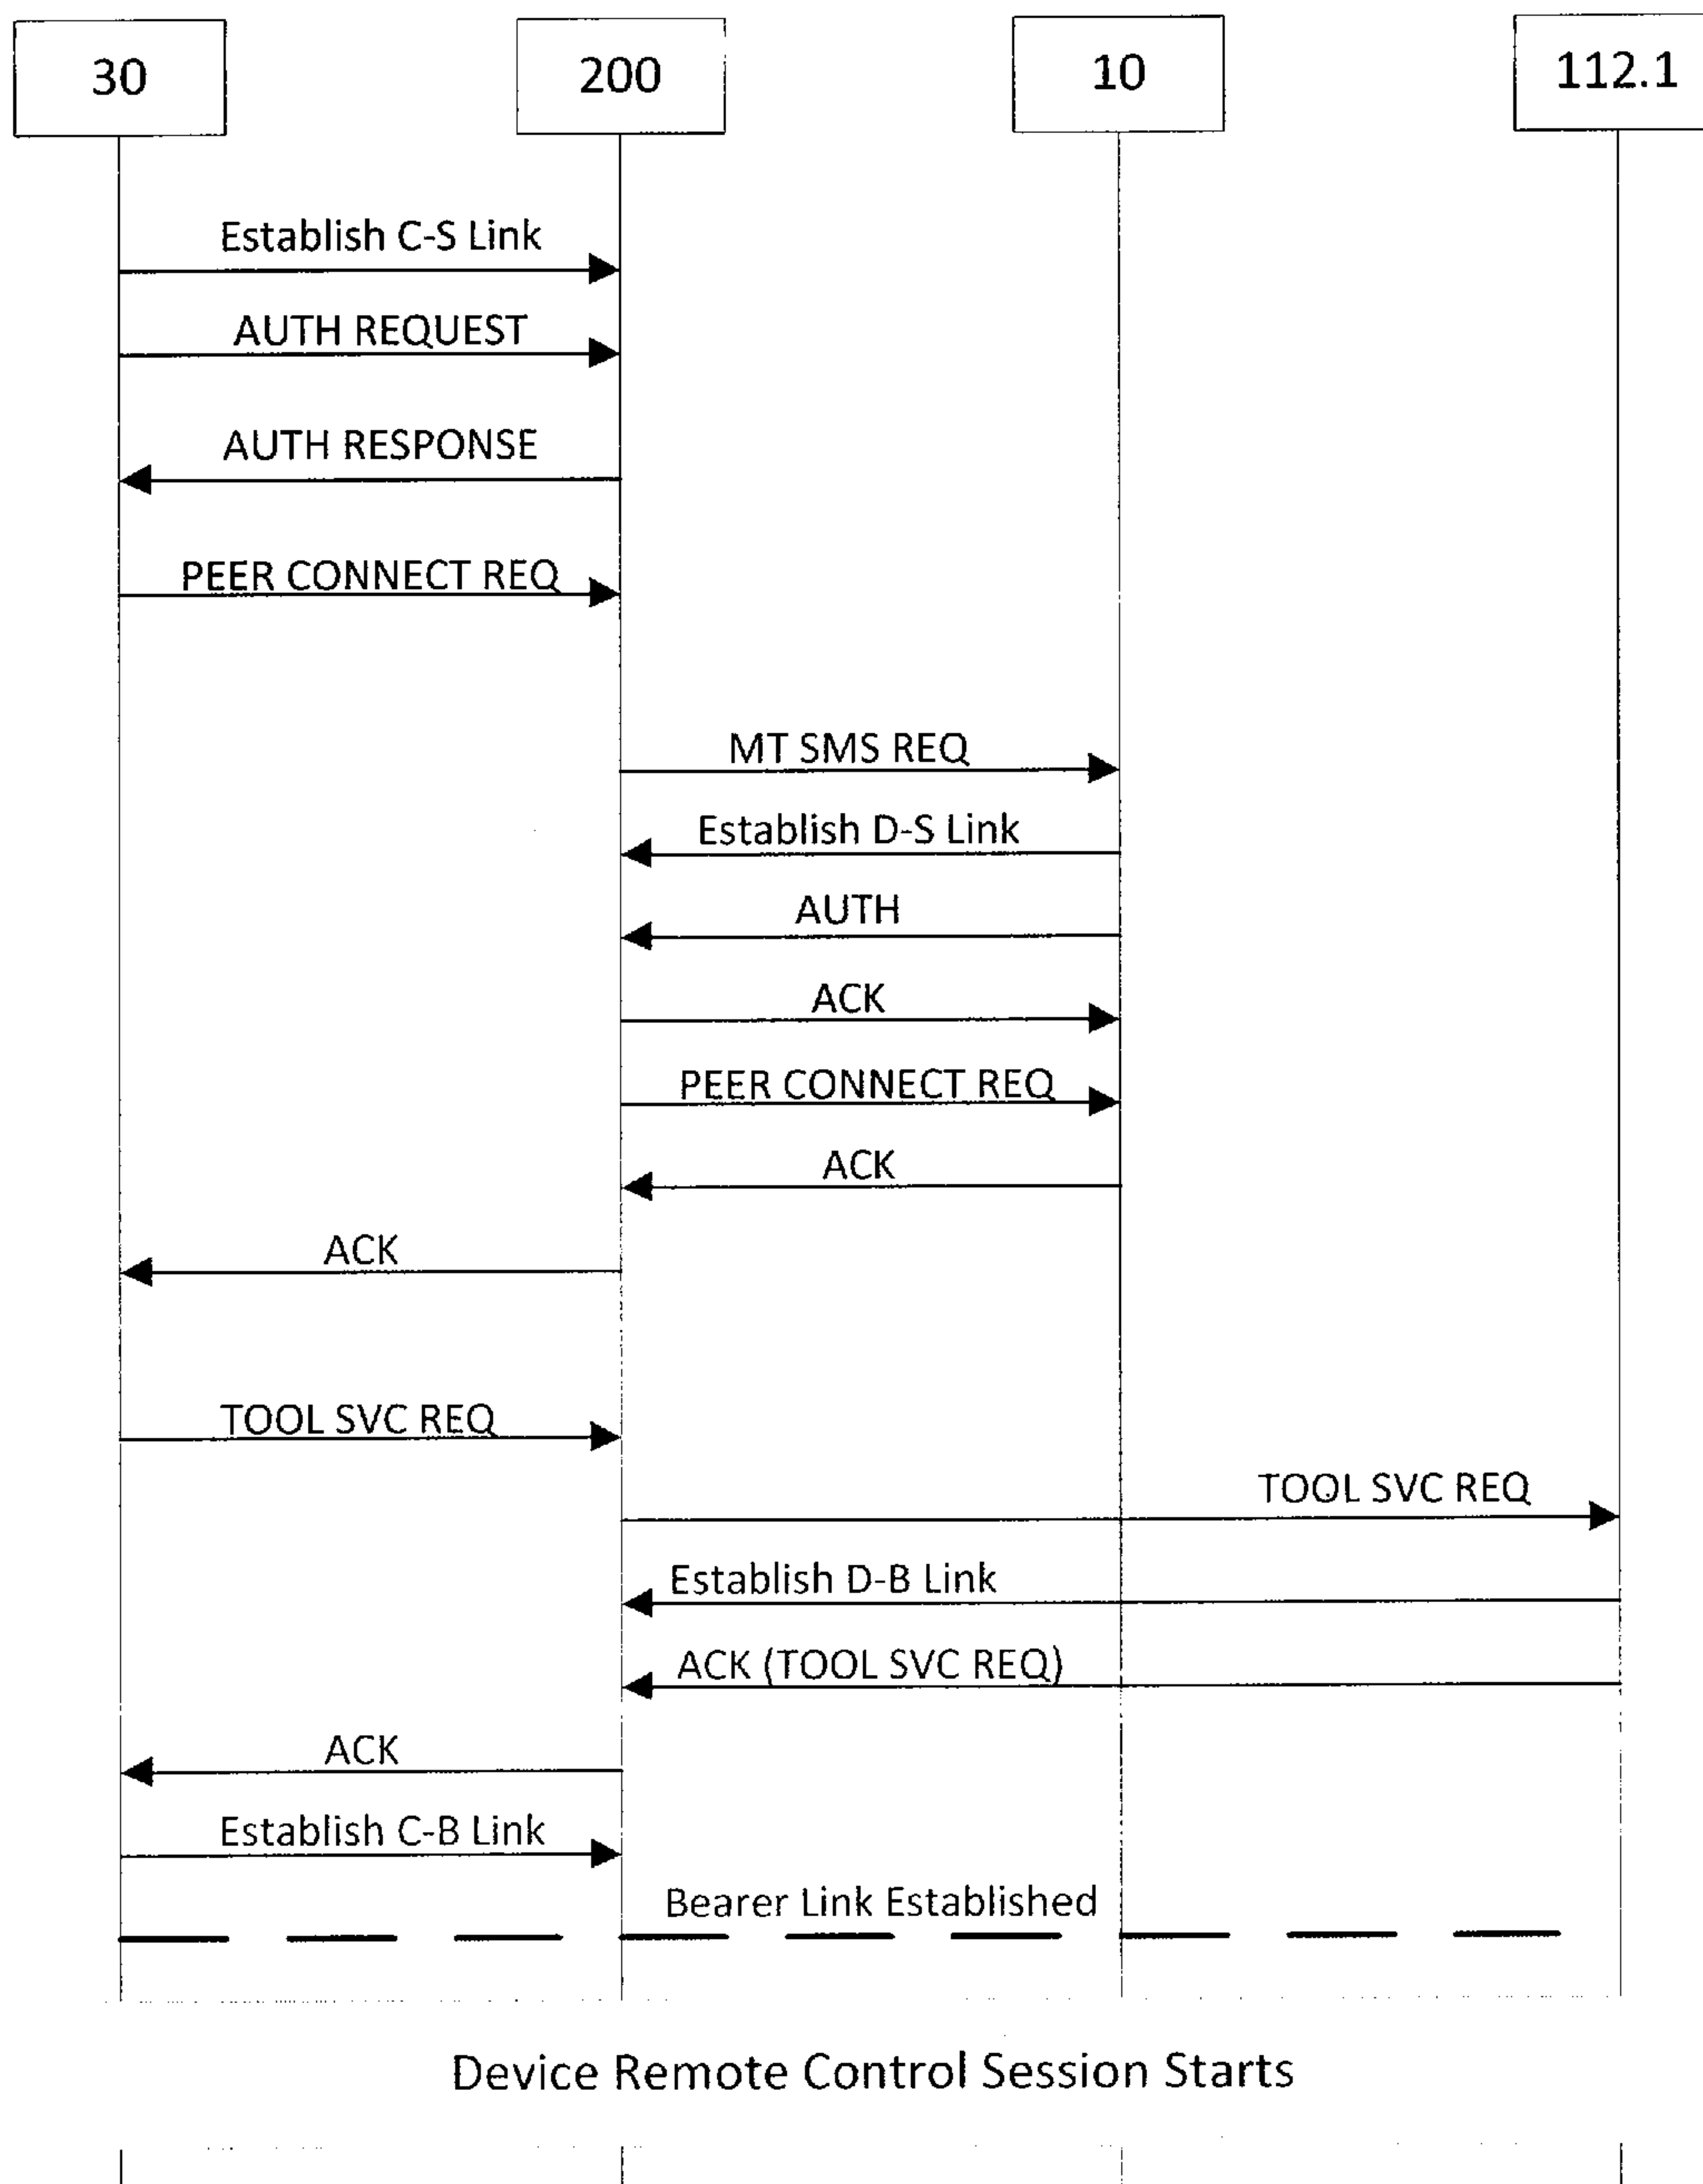 30
200
10
112.1
Establish C-S Link
AUTH REQUEST
AUTH RESPONSE
PEER CONNECT REQ
MT SMS REQ
Establish D-S Link
AUTH
ACK
PEER CONNECT REQ
ACK
ACK
TOOL SVC REQ
TOOL SVC REQ
Establish D-B Link
ACK (TOOL SVC REQ)
ACK
Establish C-B Link
Bearer Link Established
Device Remote Control Session Starts